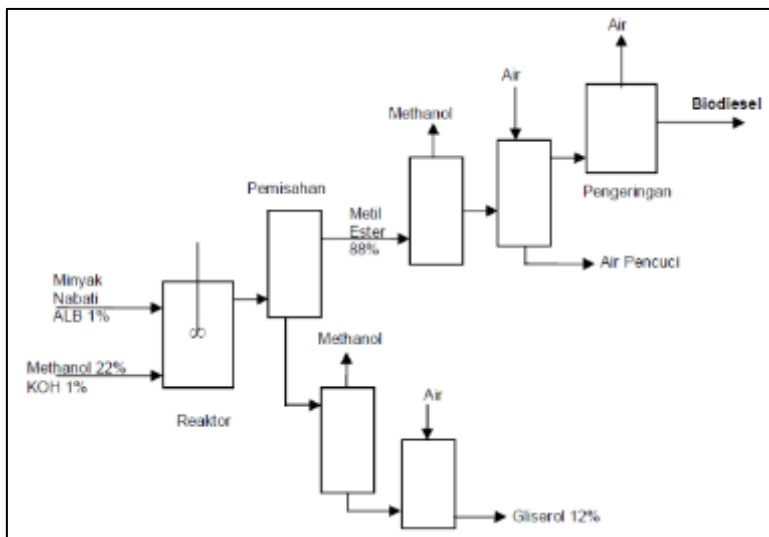 Air
Air
Biodiesel
Methanol
Pengeringan
Pemisahan
Metil
Ester
88%
Air Pencuci
Minyak
Nabati
ALB 1%
Methanol 22%
KOH 1%
Reaktor
Methanol
Air
Gliserol 12%